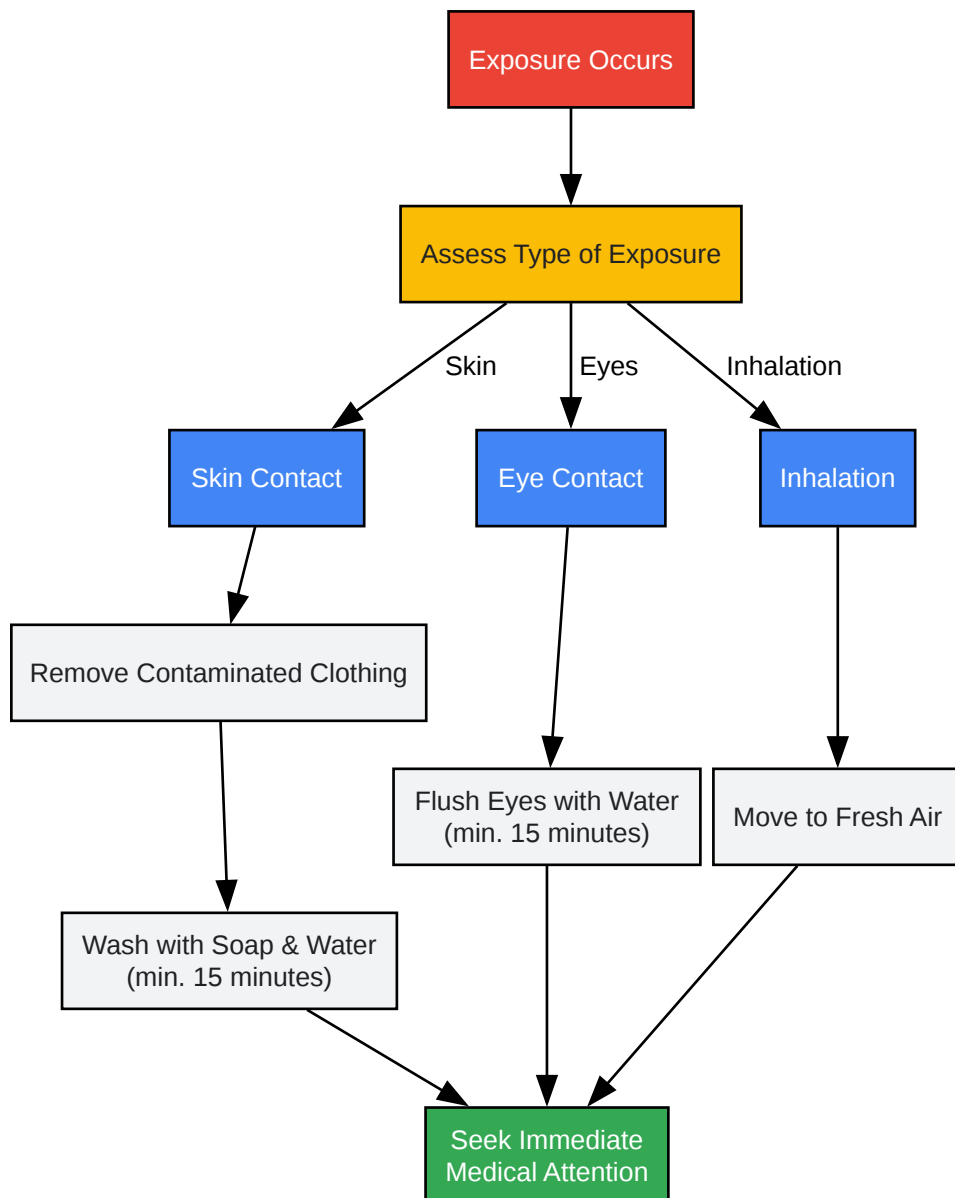 Exposure Occurs
Assess Type of Exposure
Skin
Eyes
Inhalation
Skin Contact
Eye Contact
Inhalation
Remove Contaminated Clothing
Flush Eyes with Water
(min. 15 minutes)
Move to Fresh Air
Wash with Soap & Water
(min. 15 minutes)
Seek Immediate
Medical Attention